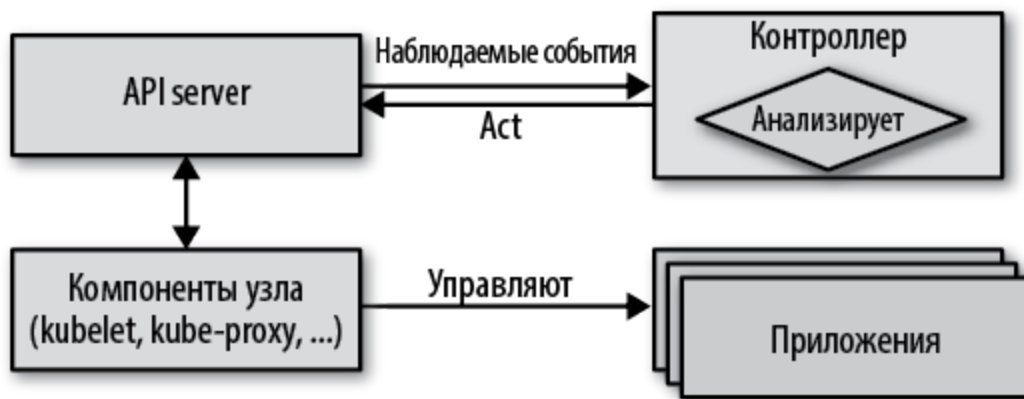 API server
Наблюдаемые события
Act
Контроллер
Анализирует
Компоненты узла
(kubelet, kube-proxy, ...)
Управляют
Приложения